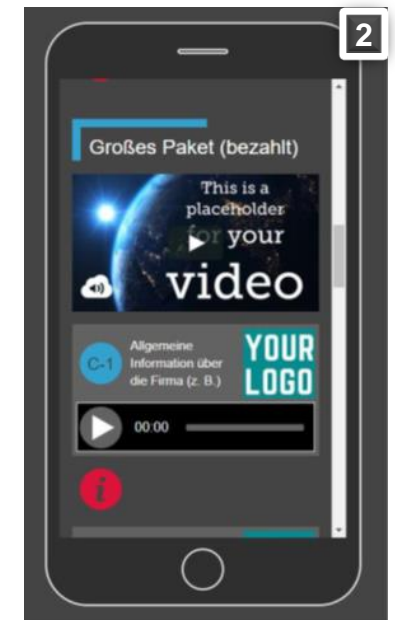 2
Großes Paket (bezahlt)
This is a
placeholder
for your
video
C-1
Allgemeine
Information über
die Firma (z. B.)
YOUR
LOGO
00:00
i